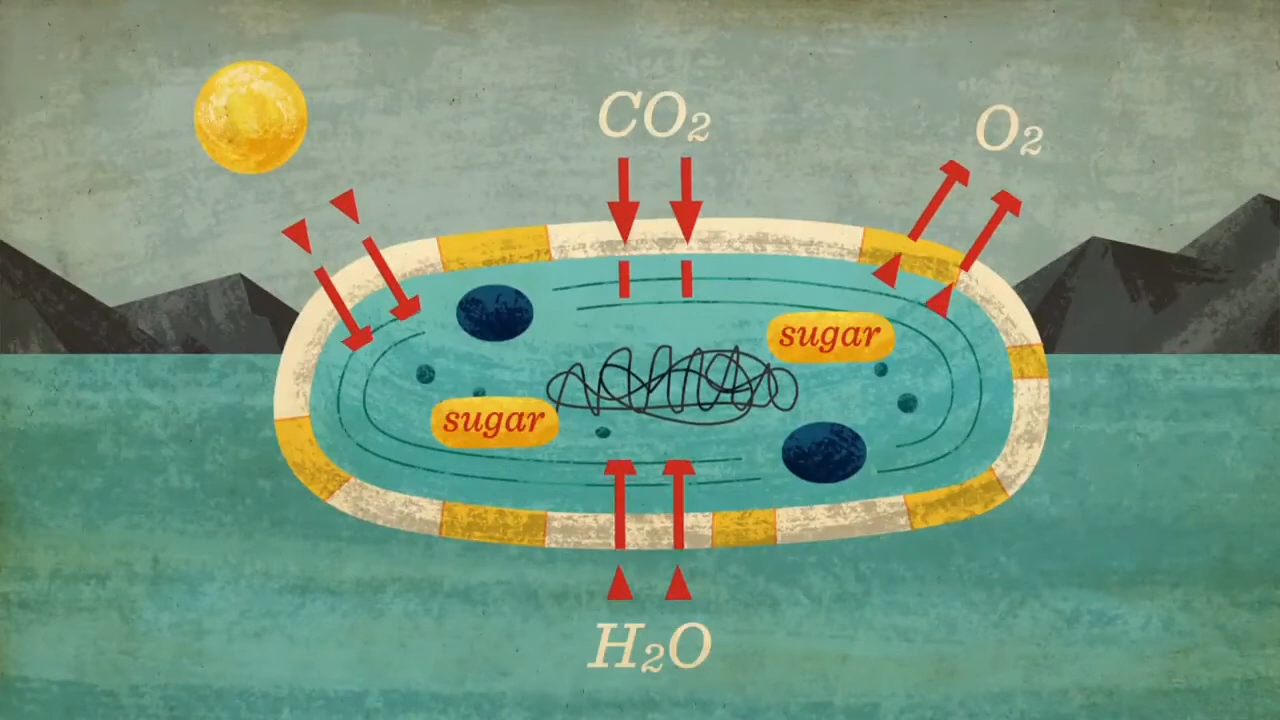 CO₂
O₂
sugar
sugar
H₂O